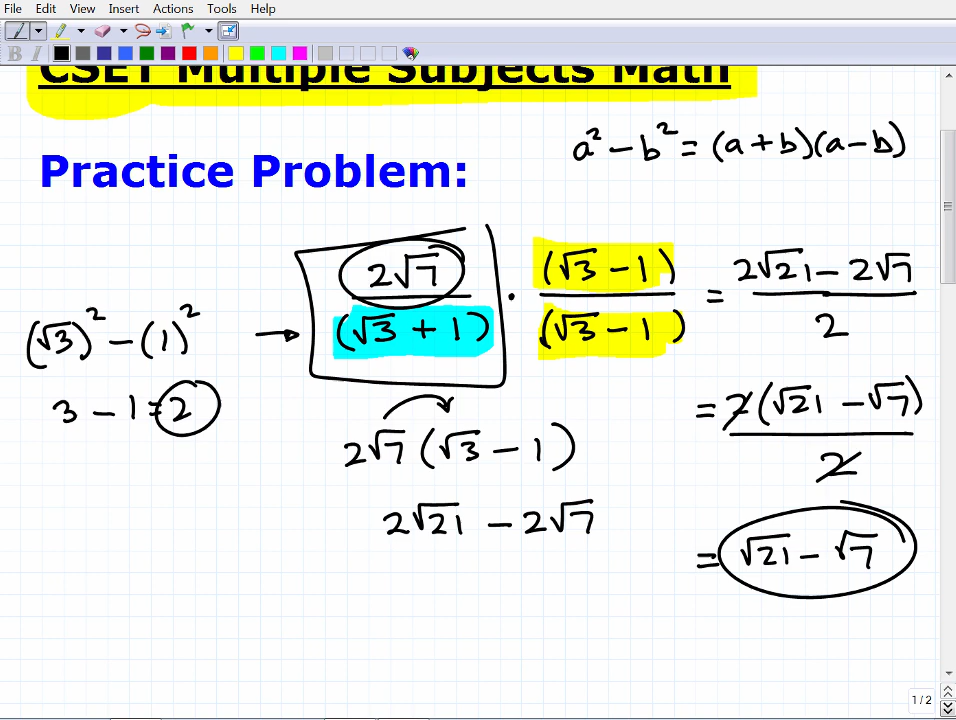 File Edit View Insert Actions Tools Help
B I
CSET Multiple Subjects Math
a² − b² = (a + b)(a − b)
Practice Problem:
2√7 / (√3 + 1) · (√3 − 1) / (√3 − 1) = 2√21 − 2√7 / 2
(√3)² − (1)² →
3 − 1 = 2
= 2(√21 − √7) / 2
2√7 (√3 − 1)
2√21 − 2√7
= √21 − √7
1 / 2